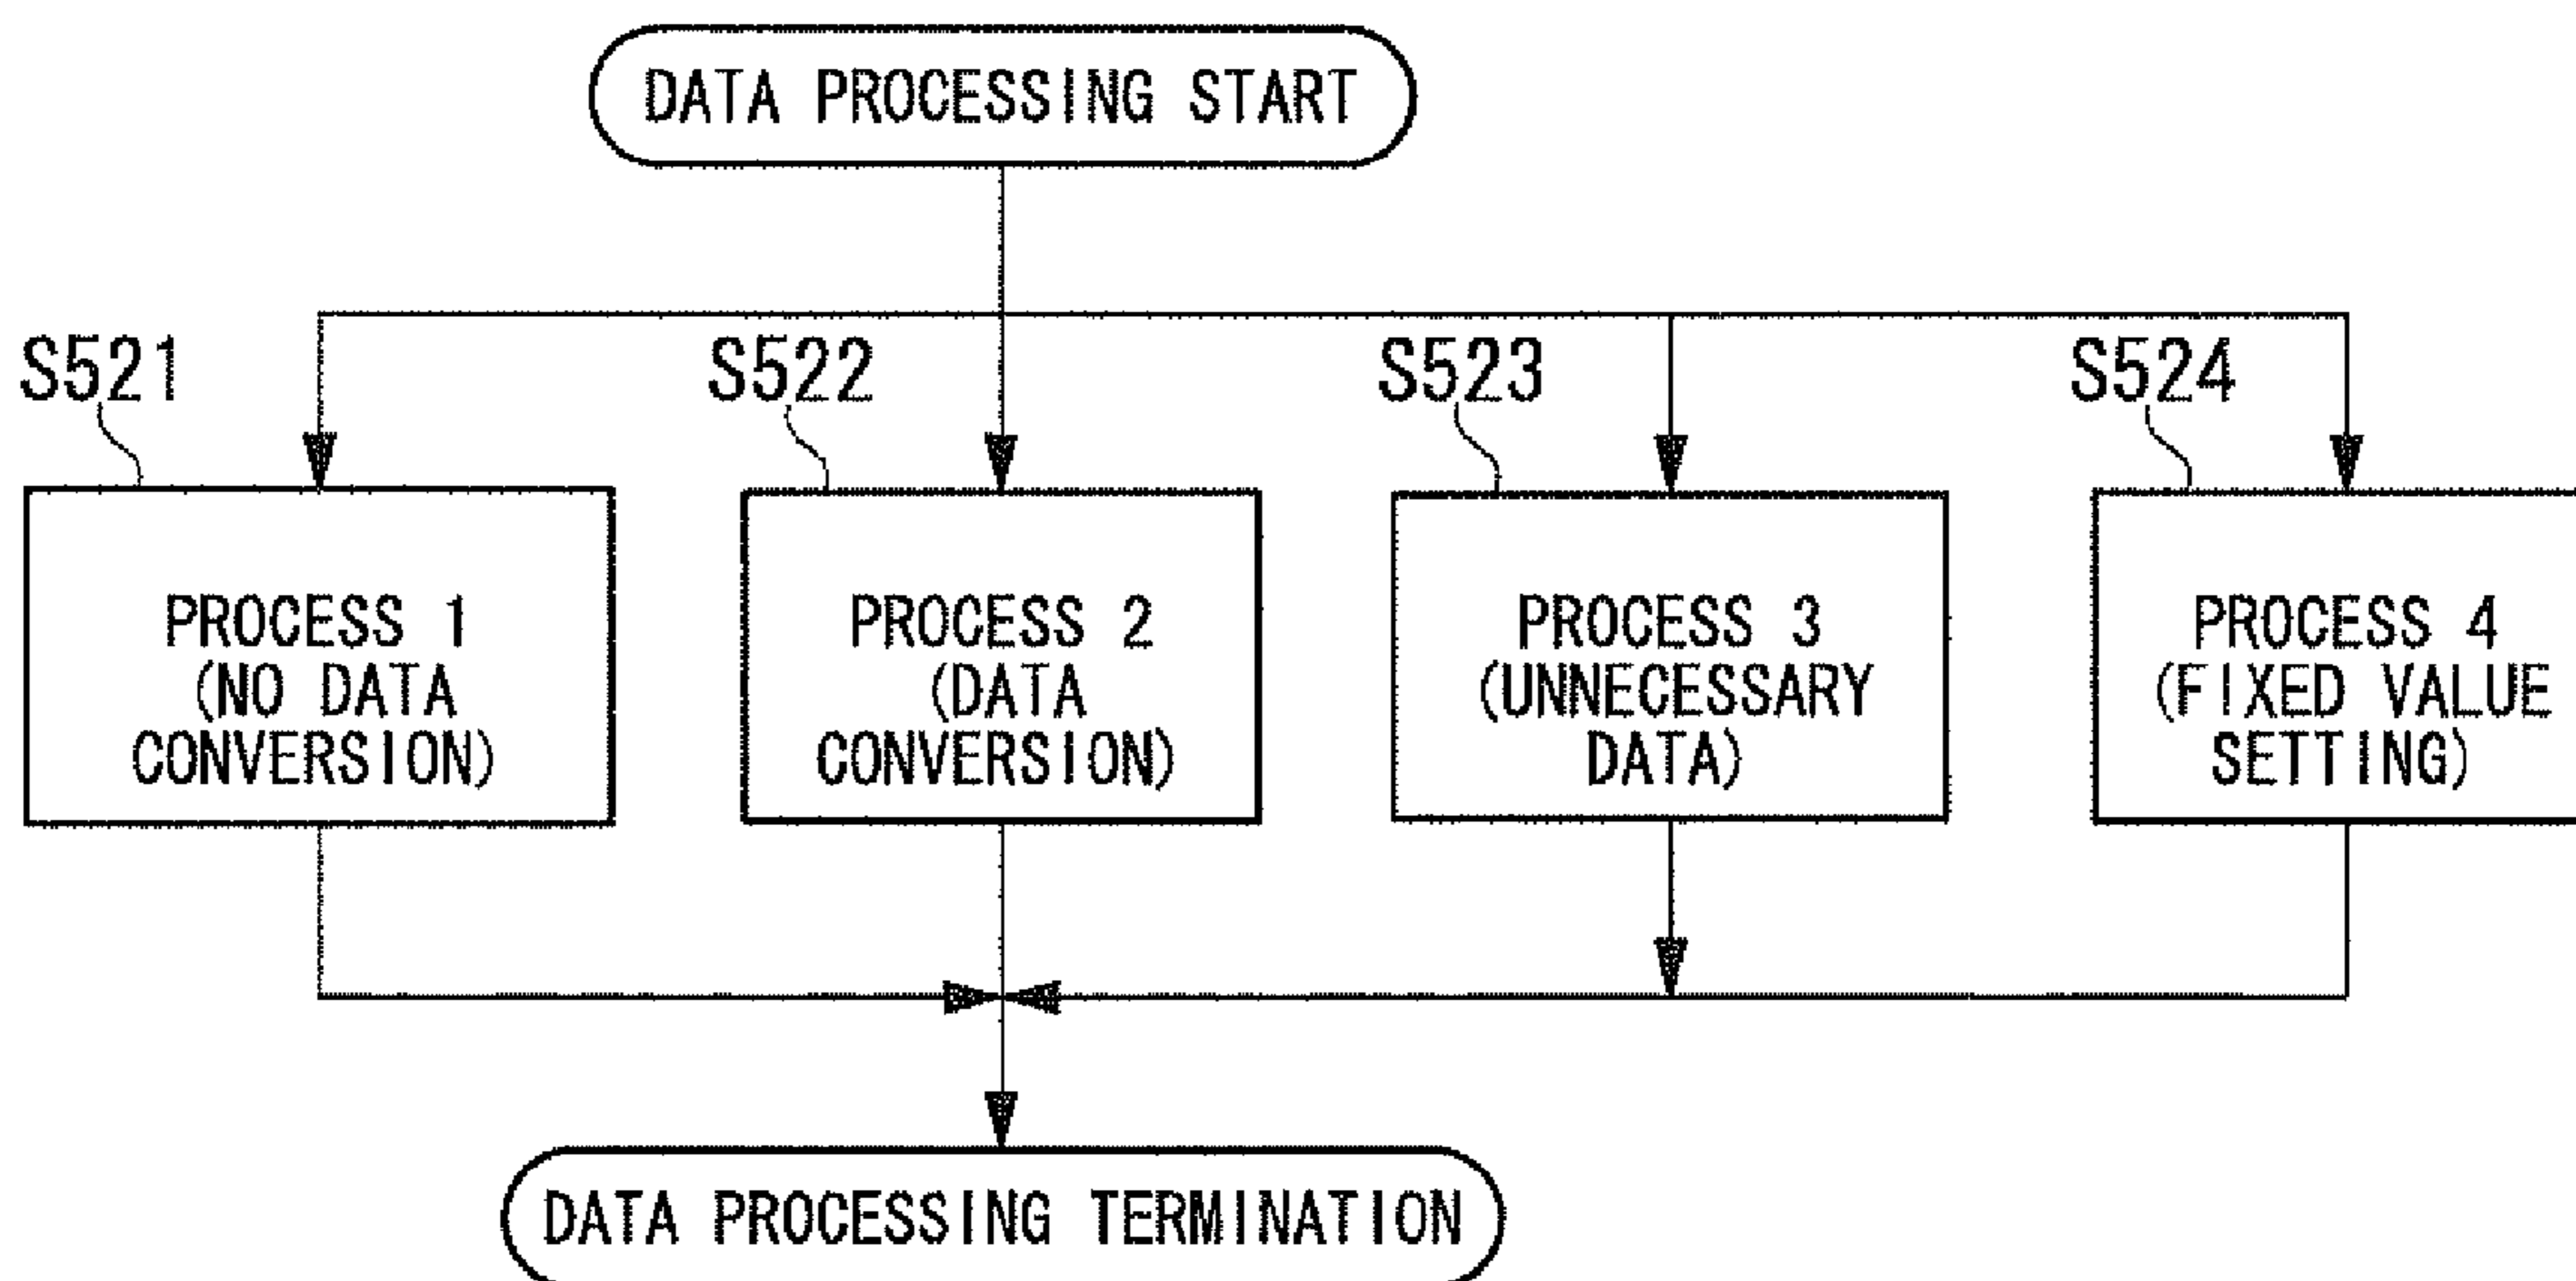 DATA PROCESSING START
S521
S522
S523
S524
PROCESS 1
(NO DATA
CONVERSION)
PROCESS 2
(DATA
CONVERSION)
PROCESS 3
(UNNECESSARY
DATA)
PROCESS 4
(FIXED VALUE
SETTING)
DATA PROCESSING TERMINATION